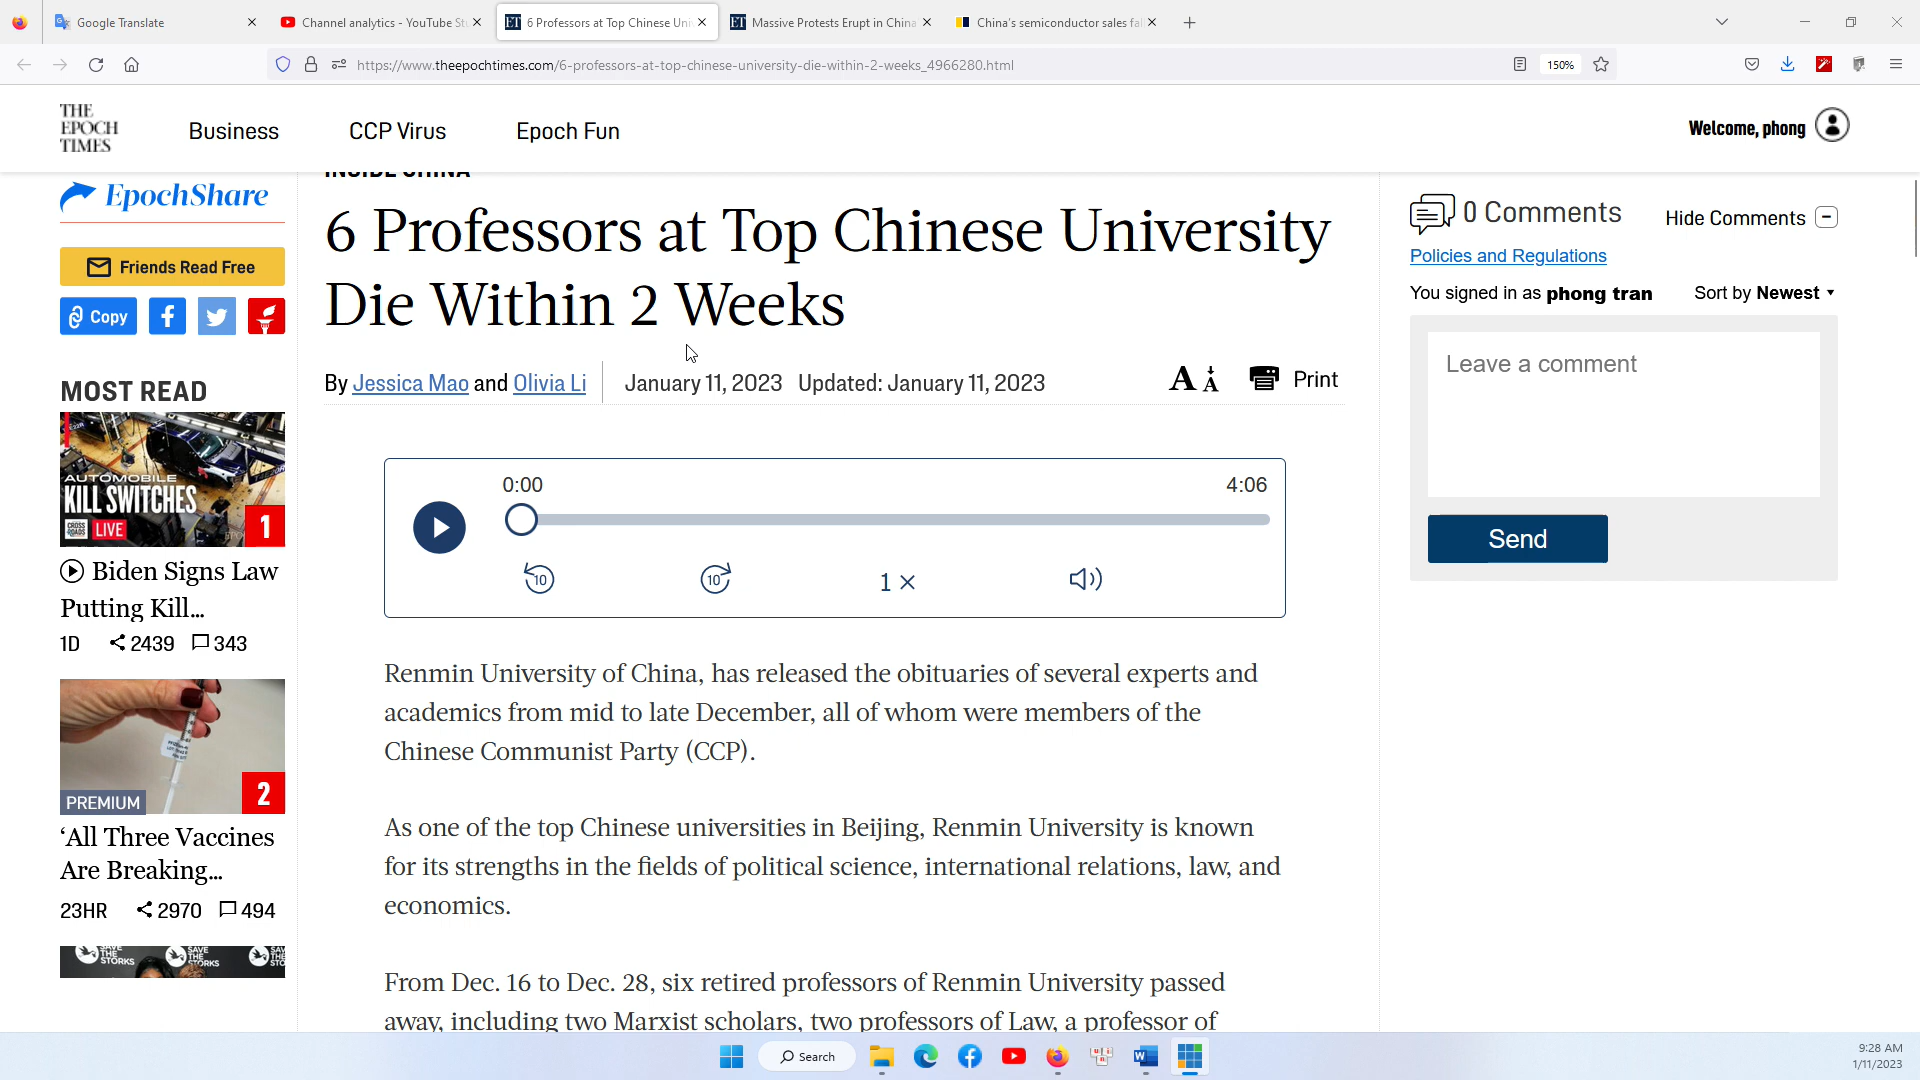 Google Translate
Channel analytics - YouTube St
6 Professors at Top Chinese Uni
Massive Protests Erupt in China
China's semiconductor sales fal
https://www.theepochtimes.com/6-professors-at-top-chinese-university-die-within-2-weeks_4966280.html
150%
THE
EPOCH
TIMES
Business
CCP Virus
Epoch Fun
Welcome, phong
INSIDE CHINA
EpochShare
Friends Read Free
Copy
6 Professors at Top Chinese University
Die Within 2 Weeks
By Jessica Mao and Olivia Li
January 11, 2023 Updated: January 11, 2023
A A
Print
MOST READ
AUTOMOBILE
KILL SWITCHES
CROSS
ROADS
LIVE
1
Biden Signs Law
Putting Kill...
1D 2439 343
PREMIUM
2
‘All Three Vaccines
Are Breaking...
23HR 2970 494
SAVE
THE
STORKS
SAVE
THE
STORKS
0:00
4:06
10
10
1 ×
Renmin University of China, has released the obituaries of several experts and
academics from mid to late December, all of whom were members of the
Chinese Communist Party (CCP).
As one of the top Chinese universities in Beijing, Renmin University is known
for its strengths in the fields of political science, international relations, law, and
economics.
From Dec. 16 to Dec. 28, six retired professors of Renmin University passed
away, including two Marxist scholars, two professors of Law, a professor of
0 Comments
Hide Comments
Policies and Regulations
You signed in as phong tran
Sort by Newest
Leave a comment
Send
Search
9:28 AM
1/11/2023